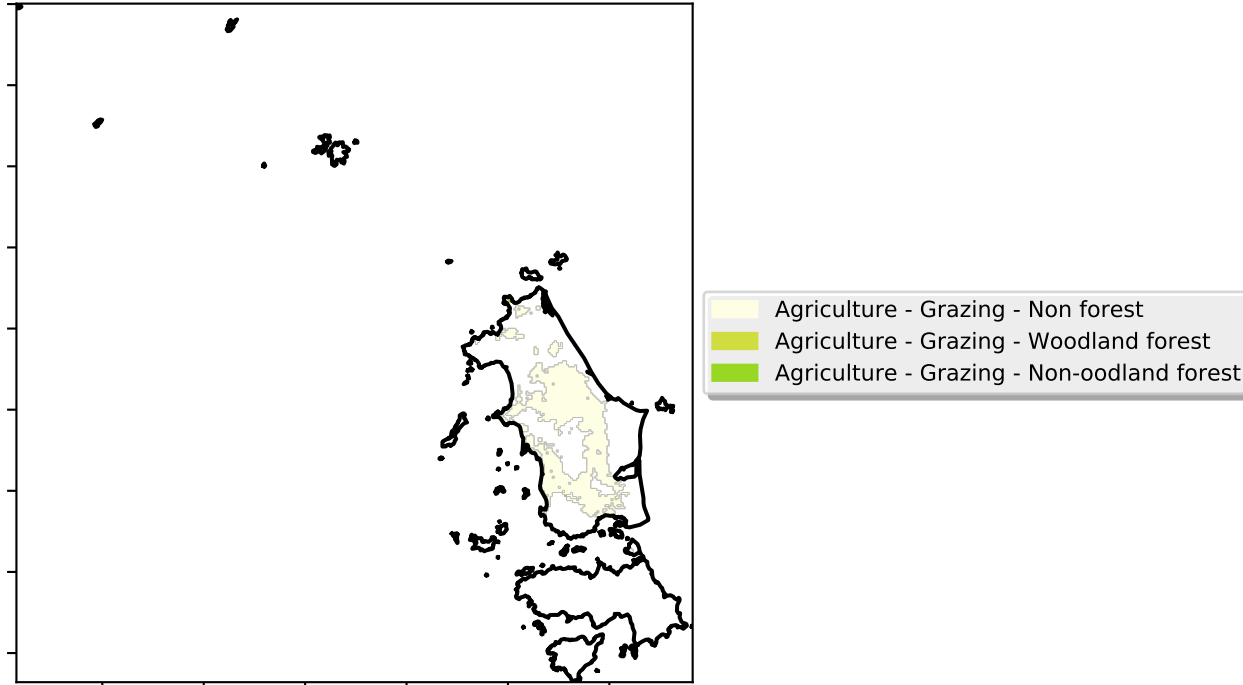 Agriculture - Grazing - Non forest
Agriculture - Grazing - Woodland forest
Agriculture - Grazing - Non-oodland forest